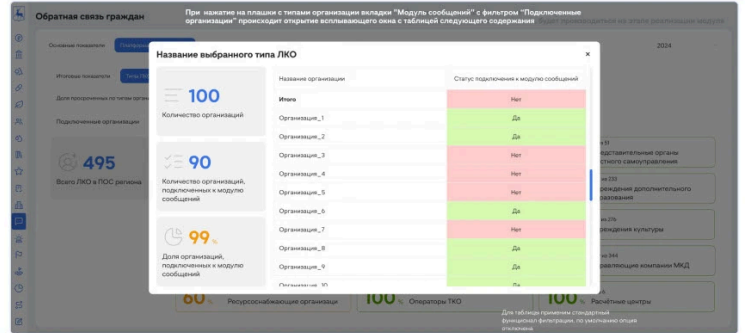 Обратная связь граждан
При нажатие на плашки с типами организации вкладки "Модуль сообщений" с фильтром "Подключенные
организации" происходит открытие всплывающего окна с таблицей следующего содержания
Основные показатели
2024
Итоговые показатели
Подключенные организации
495
Всего ЛКО в ПОС региона
Название выбранного типа ЛКО
×
100
Количество организаций
90
Количество организаций,
подключенных к модулю
сообщений
99 %
Доля организаций,
подключенных к модулю
сообщений
Название организации
Статус подключения к модулю сообщений
Итого
Нет
Организация_1
Да
Организация_2
Да
Организация_3
Нет
Организация_4
Нет
Организация_5
Нет
Организация_6
Да
Организация_7
Нет
Организация_8
Да
Организация_9
Да
Организация_10
Да
органы
местного самоуправления
дополнительного
образования
культуры
компании МКД
60 %
Ресурсоснабжающие организаци
100 %
Операторы ТКО
100 %
Расчётные центры
Для таблицы применим стандартный
функционал фильтрации, по умолчанию опция
отключена